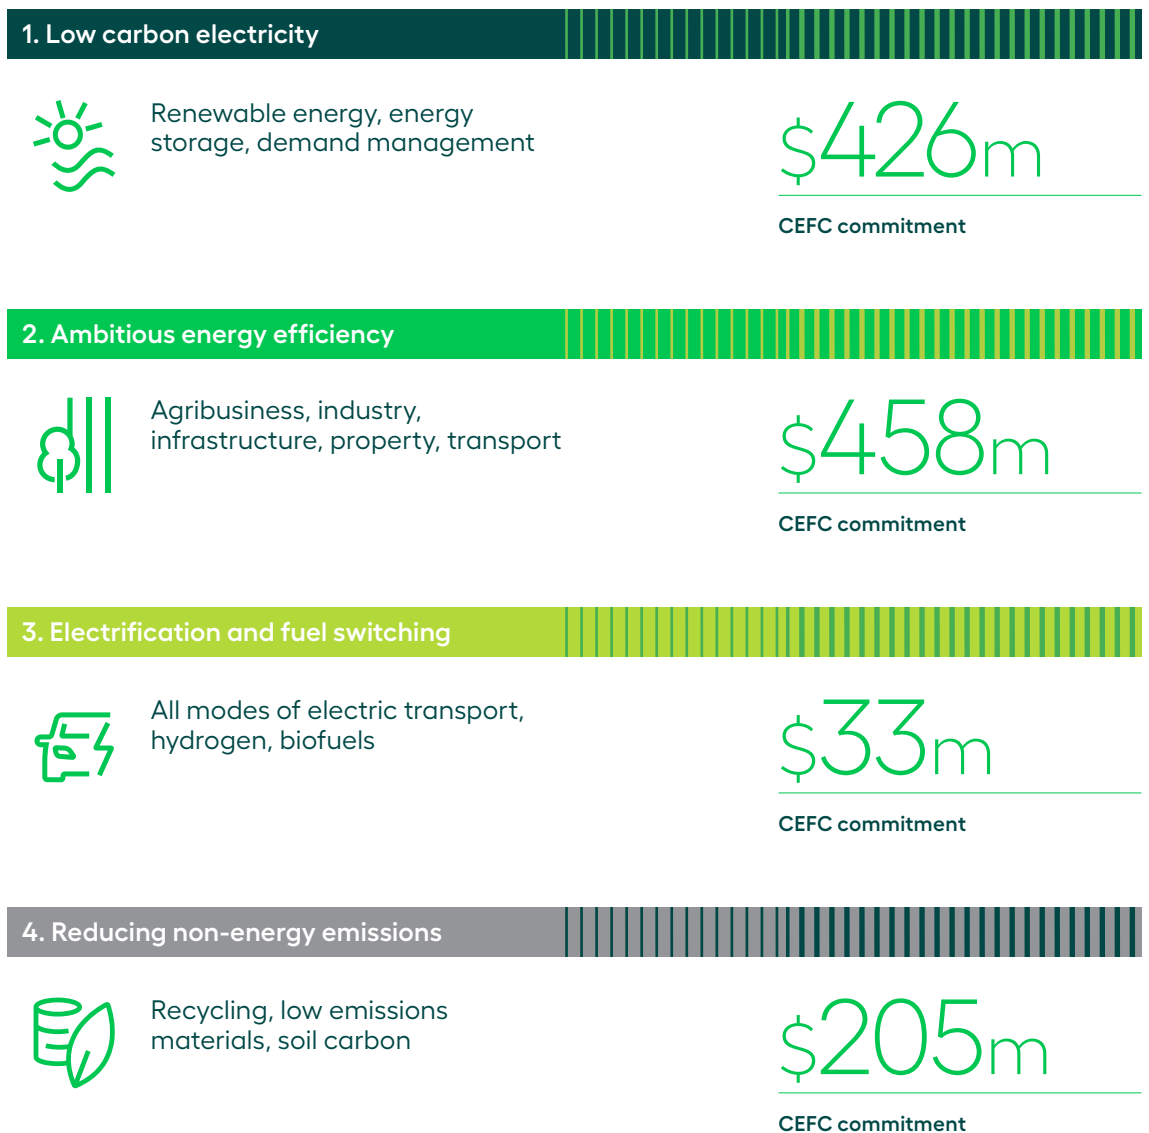 1. Low carbon electricity
Renewable energy, energy
storage, demand management
$426m
CEFC commitment
2. Ambitious energy efficiency
Agribusiness, industry,
infrastructure, property, transport
$458m
CEFC commitment
3. Electrification and fuel switching
All modes of electric transport,
hydrogen, biofuels
$33m
CEFC commitment
4. Reducing non-energy emissions
Recycling, low emissions
materials, soil carbon
$205m
CEFC commitment